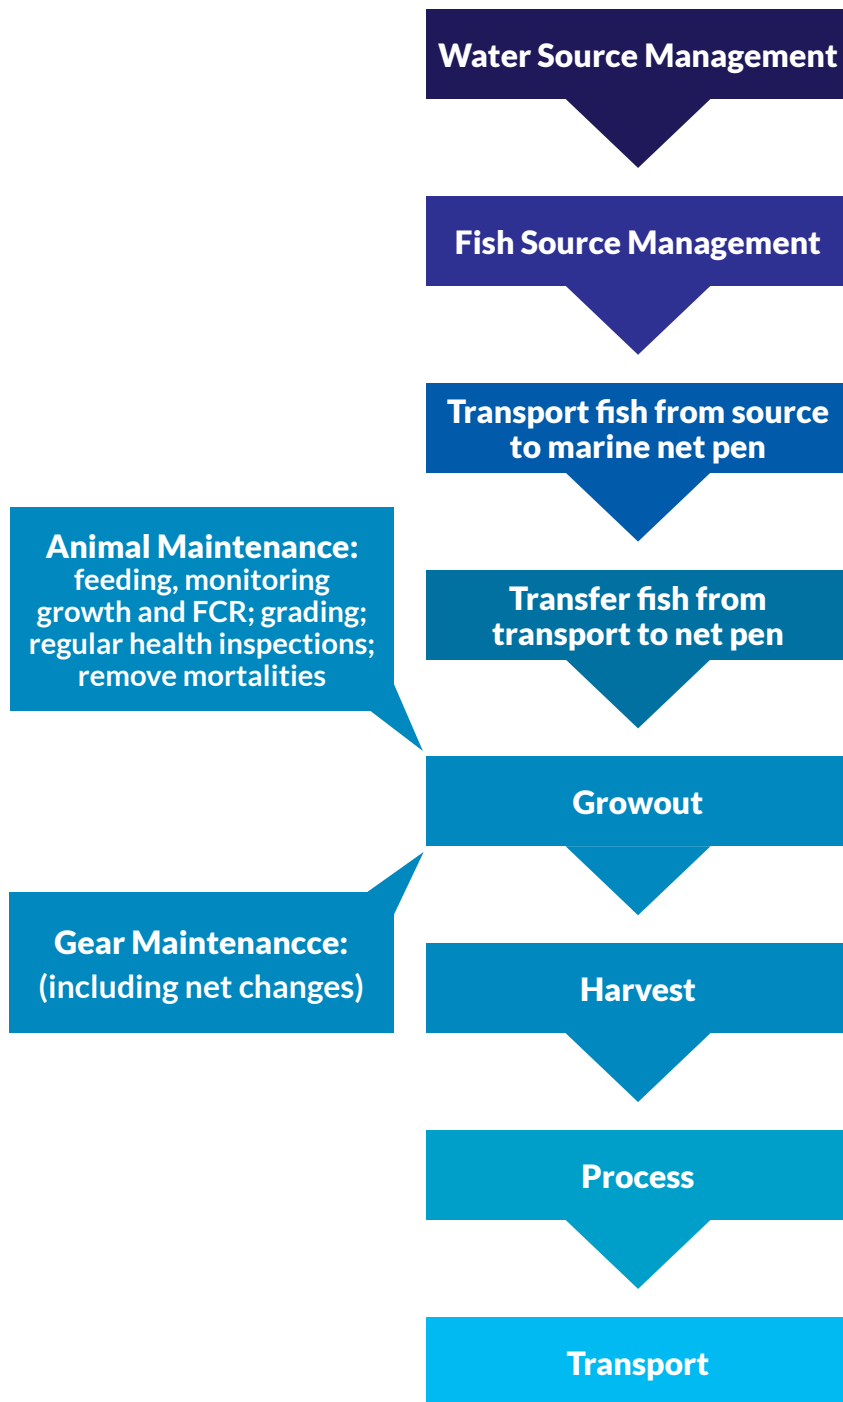 Water Source Management
Fish Source Management
Transport fish from source
to marine net pen
Animal Maintenance:
feeding, monitoring
growth and FCR; grading;
regular health inspections;
remove mortalities
Transfer fish from
transport to net pen
Growout
Gear Maintenancce:
(including net changes)
Harvest
Process
Transport